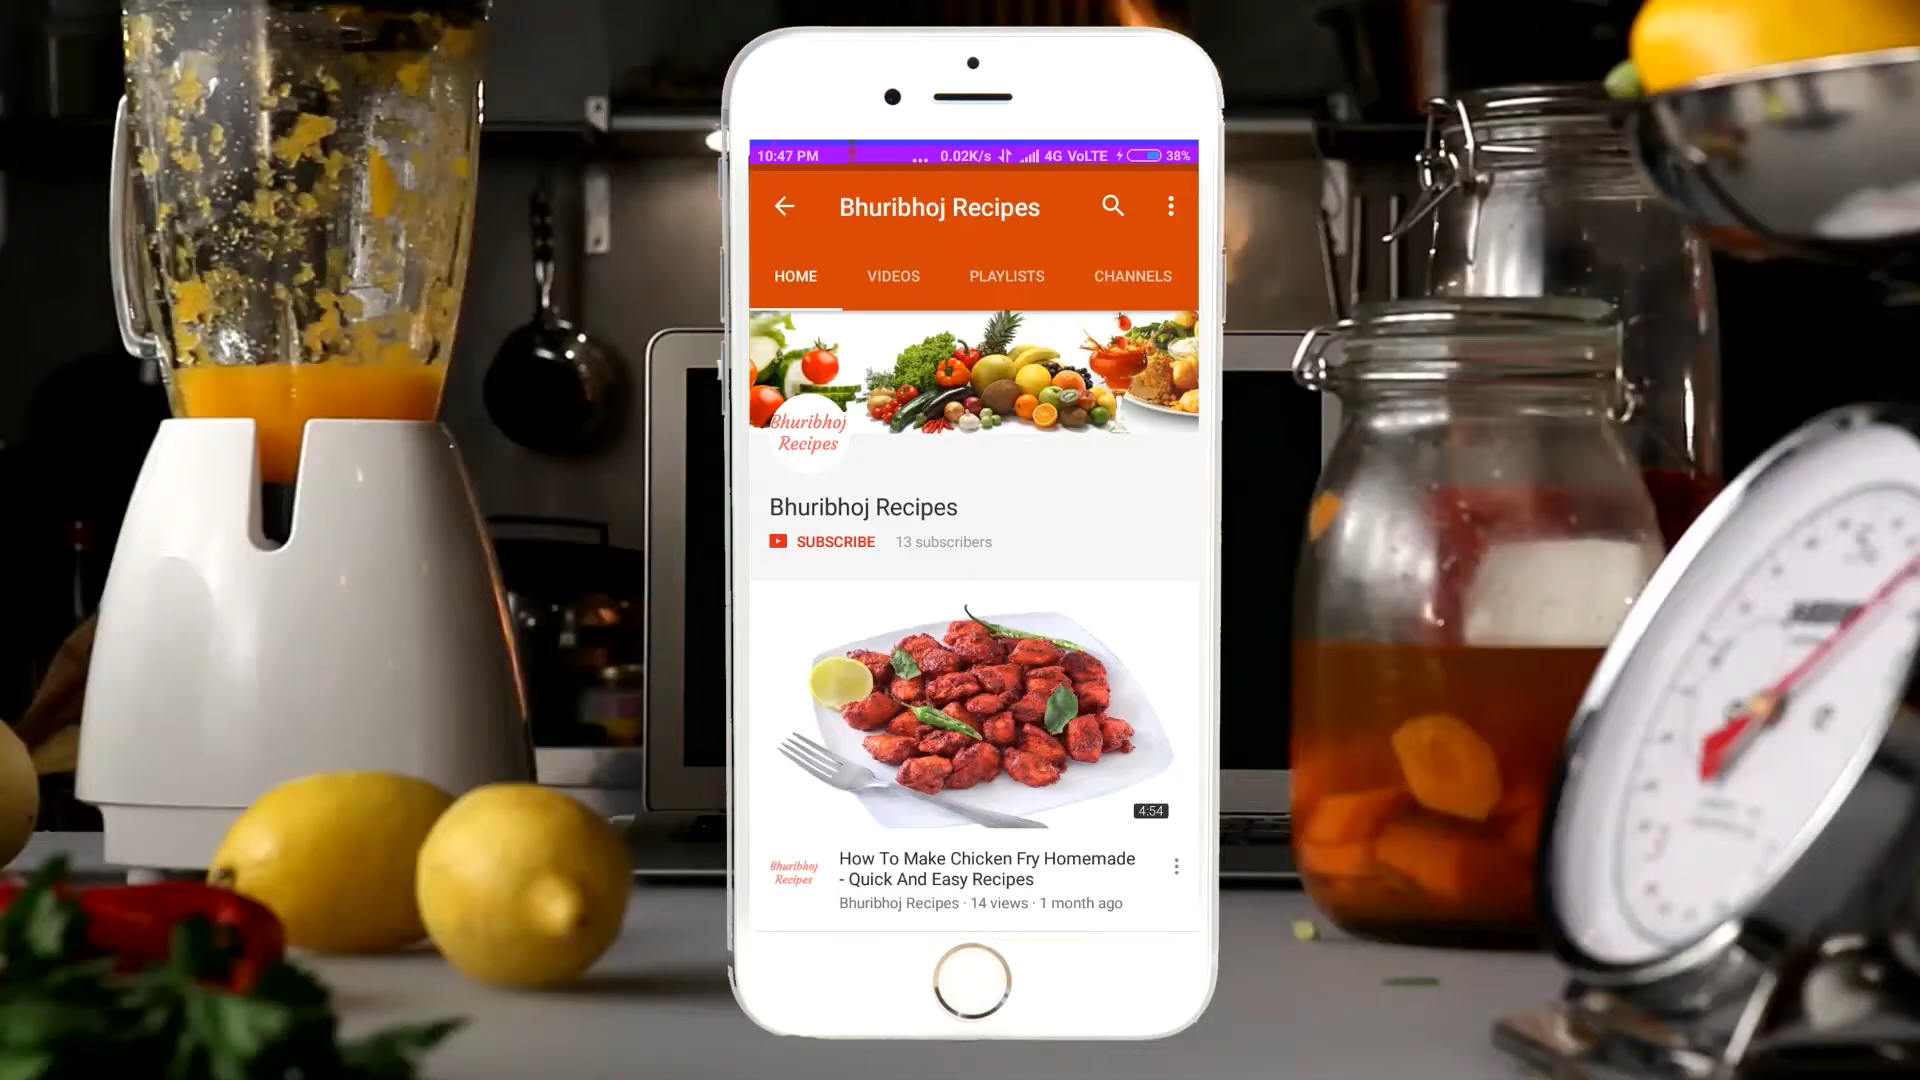 10:47 PM ... 0.02K/s 4G VoLTE 38%
Bhuribhoj Recipes
HOME VIDEOS PLAYLISTS CHANNELS
Bhuribhoj
Recipes
Bhuribhoj Recipes
SUBSCRIBE 13 subscribers
4:54
Bhuribhoj
Recipes
How To Make Chicken Fry Homemade
- Quick And Easy Recipes
Bhuribhoj Recipes · 14 views · 1 month ago